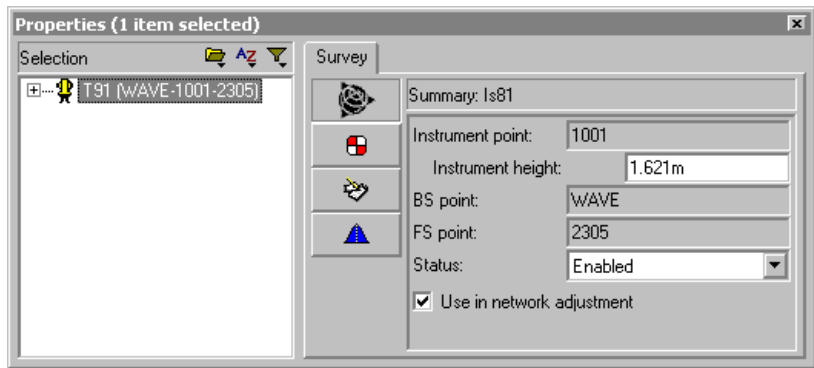 Properties (1 item selected)
Selection
Survey
T91 (WAVE-1001-2305)
Summary: ls81
Instrument point: 1001
Instrument height: 1.621m
BS point: WAVE
FS point: 2305
Status: Enabled
Use in network adjustment